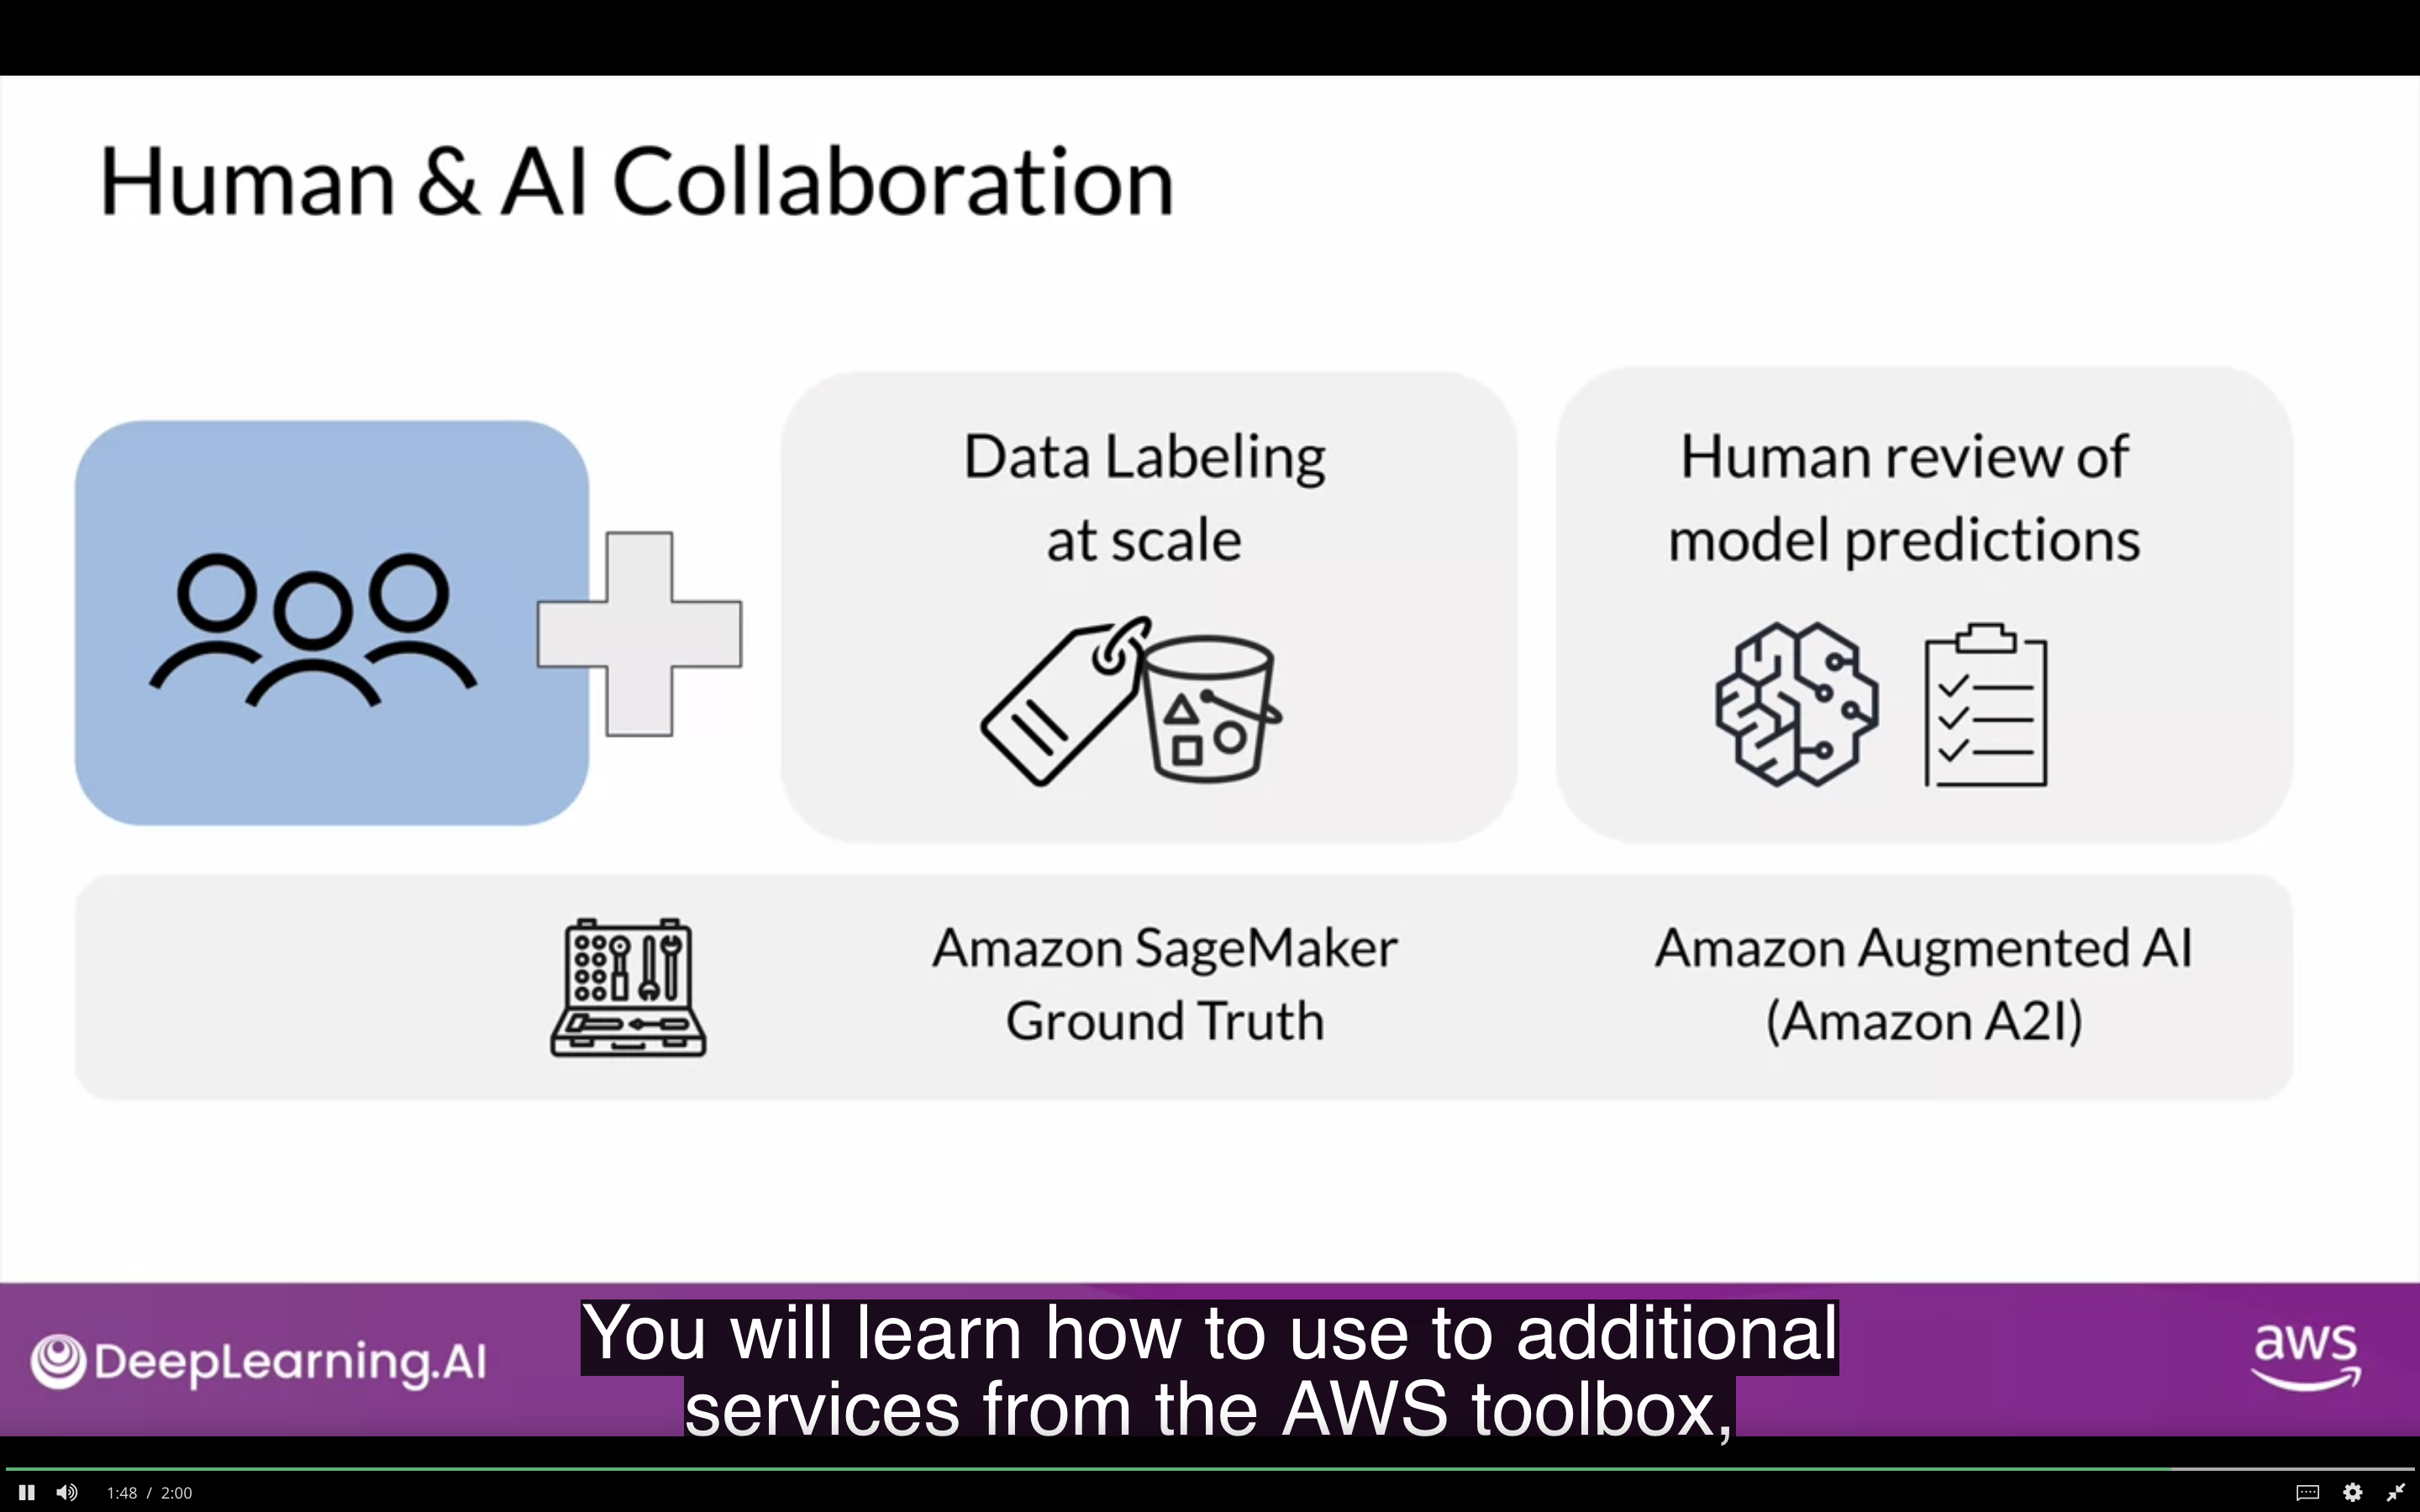 Human & AI Collaboration
Data Labeling
at scale
Human review of
model predictions
Amazon SageMaker
Ground Truth
Amazon Augmented AI
(Amazon A2I)
DeepLearning.AI
You will learn how to use to additional
services from the AWS toolbox,
aws
1:48 / 2:00